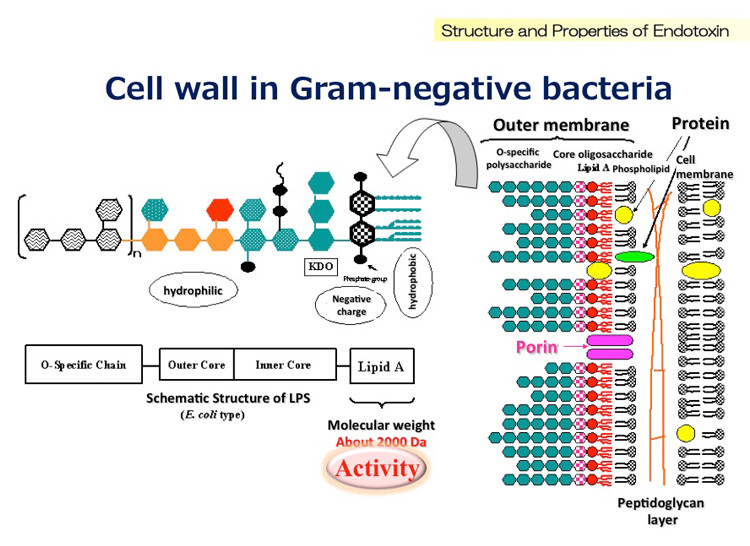 Structure and Properties of Endotoxin
Cell wall in Gram-negative bacteria
Outer membrane
Protein
O-specific
polysaccharide
Core oligosaccharide
Lipid A
Phospholipid
Cell
membrane
n
KDO
Phosphate-group
hydrophilic
Negative
charge
hydrophobic
Porin
O-Specific Chain
Outer Core
Inner Core
Lipid A
Schematic Structure of LPS
(E. coli type)
Molecular weight
About 2000 Da
Activity
Peptidoglycan
layer